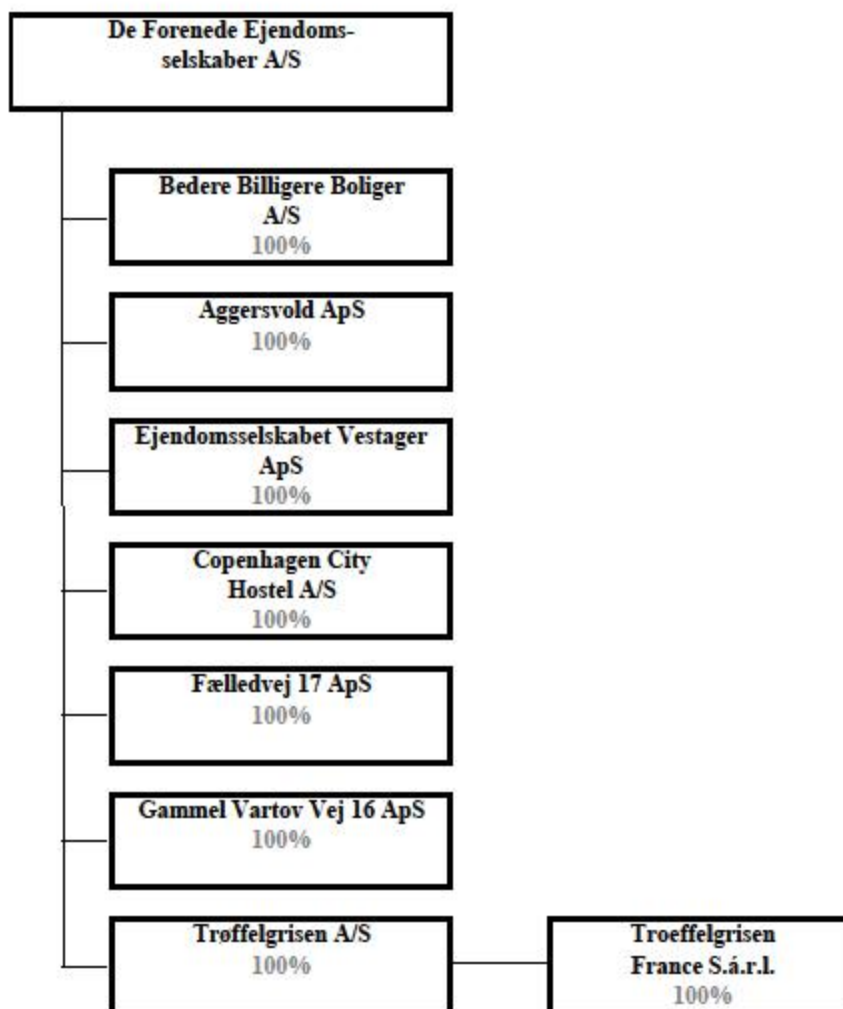 De Forenede Ejendoms-
selskaber A/S
Bedere Billigere Boliger
A/S
100%
Aggersvold ApS
100%
Ejendomsselskabet Vestager
ApS
100%
Copenhagen City
Hostel A/S
100%
Fælledvej 17 ApS
100%
Gammel Vartov Vej 16 ApS
100%
Trøffelgrisen A/S
100%
Troeffelgrisen
France S.á.r.l.
100%